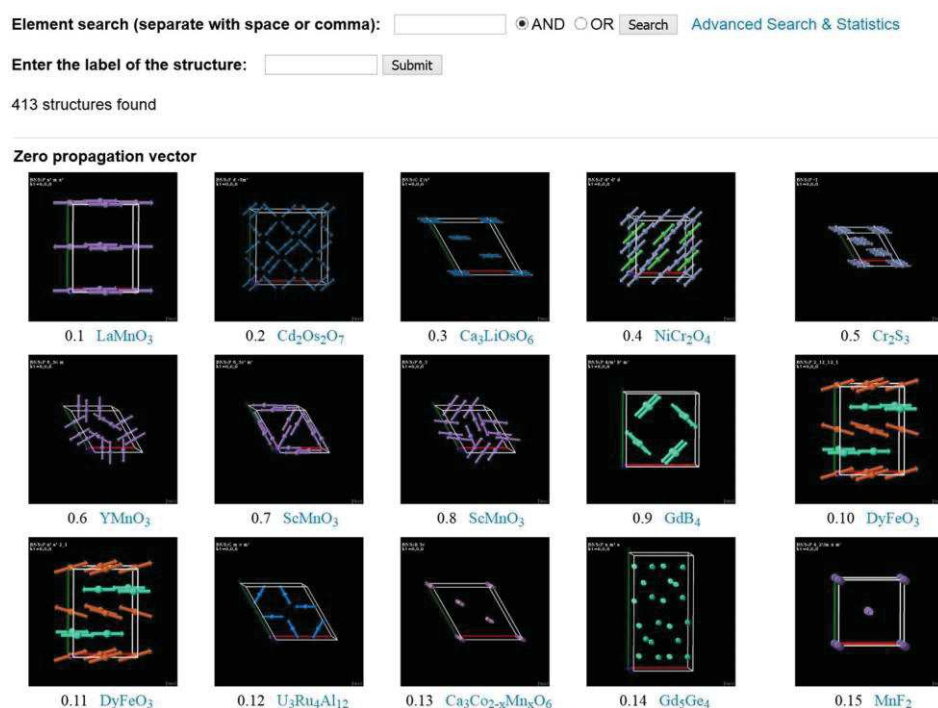 Element search (separate with space or comma): AND OR Search Advanced Search & Statistics
Enter the label of the structure: Submit
413 structures found
Zero propagation vector
0.1 LaMnO₃ 0.2 Cd₂Os₂O₇ 0.3 Ca₃LiOsO₆ 0.4 NiCr₂O₄ 0.5 Cr₂S₃
0.6 YMnO₃ 0.7 ScMnO₃ 0.8 ScMnO₃ 0.9 GdB₄ 0.10 DyFeO₃
0.11 DyFeO₃ 0.12 U₃Ru₄Al₁₂ 0.13 Ca₃Co₂₋ₓMnₓO₆ 0.14 Gd₅Ge₄ 0.15 MnF₂